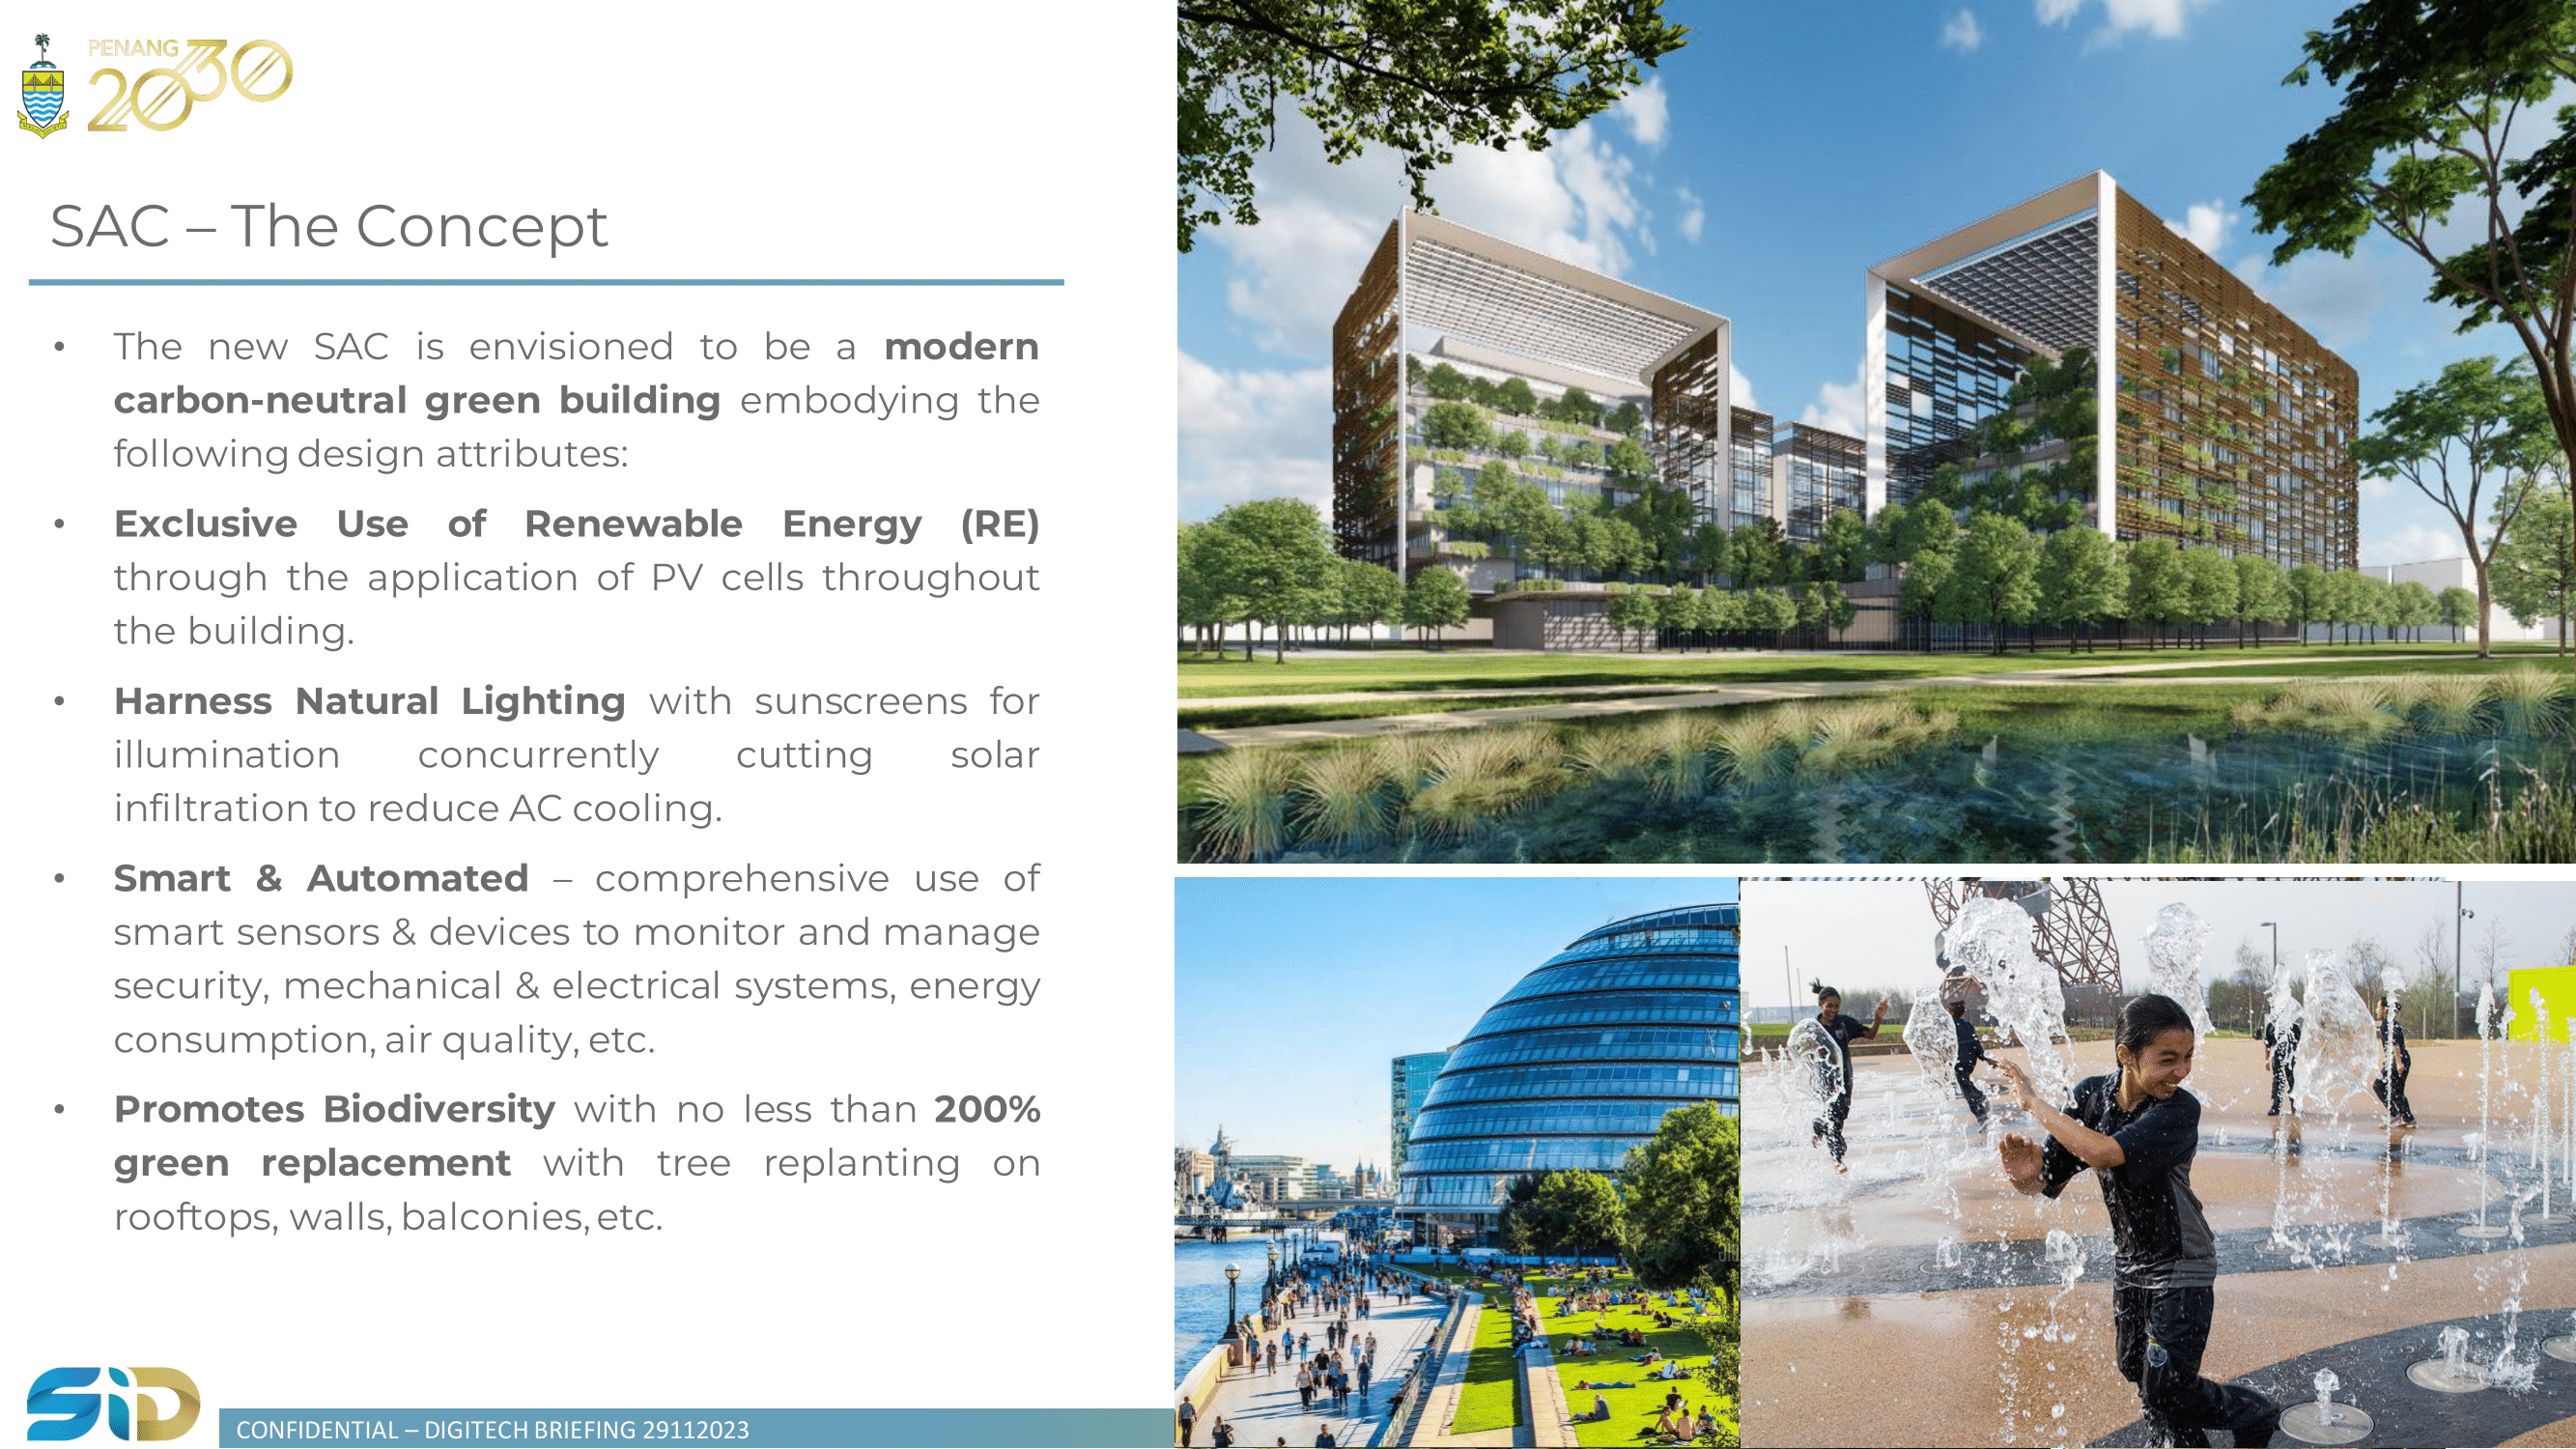 PENANG
2030
SAC – The Concept
• The new SAC is envisioned to be a modern
carbon-neutral green building embodying the
following design attributes:
• Exclusive Use of Renewable Energy (RE)
through the application of PV cells throughout
the building.
• Harness Natural Lighting with sunscreens for
illumination concurrently cutting solar
infiltration to reduce AC cooling.
• Smart & Automated – comprehensive use of
smart sensors & devices to monitor and manage
security, mechanical & electrical systems, energy
consumption, air quality, etc.
• Promotes Biodiversity with no less than 200%
green replacement with tree replanting on
rooftops, walls, balconies, etc.
SiD
CONFIDENTIAL – DIGITECH BRIEFING 29112023